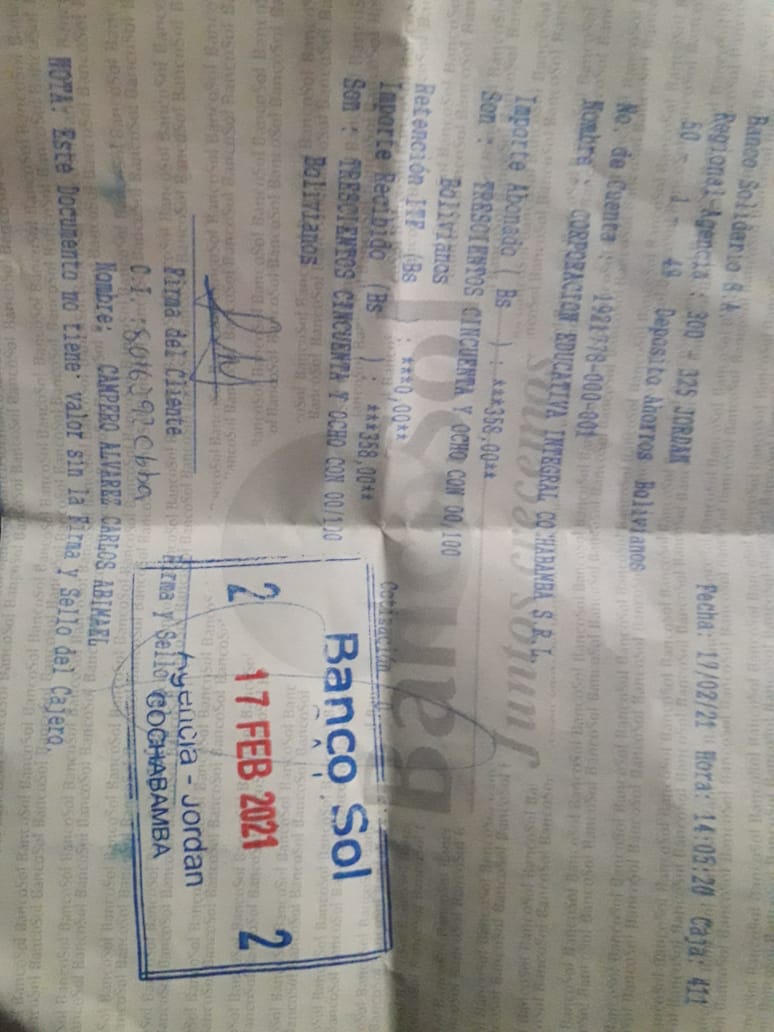 Banco Solidario S.A.
Regional-Agencia : 300 - 325 JORDAN Fecha: 17/02/21 Hora: 14:05:20 Caja: 411
50 - 1 - 49 Deposito Ahorros Bolivianos
No. de Cuenta : 1921778-000-001
Nombre : CORPORACION EDUCATIVA INTEGRAL COCHABAMBA S.R.L.
Importe Abonado ( Bs ) : ***358,00**
Son : TRESCIENTOS CINCUENTA Y OCHO CON 00/100
Bolivianos
Retención ITF (Bs ) : ***0,00** Cotización
Importe Recibido (Bs ) : ***358,00**
Son : TRESCIENTOS CINCUENTA Y OCHO CON 00/100
Bolivianos
Banco Sol
2 17 FEB 2021 2
Agencia - Jordan
COCHABAMBA
Firma del Cliente Firma y Sello
C.I. : 8016292 Cbba
Nombre: CAMPERO ALVAREZ CARLOS ABIMAEL
NOTA: Este Documento no tiene valor sin la Firma y Sello del Cajero.
BancoSol
juntos crecemos